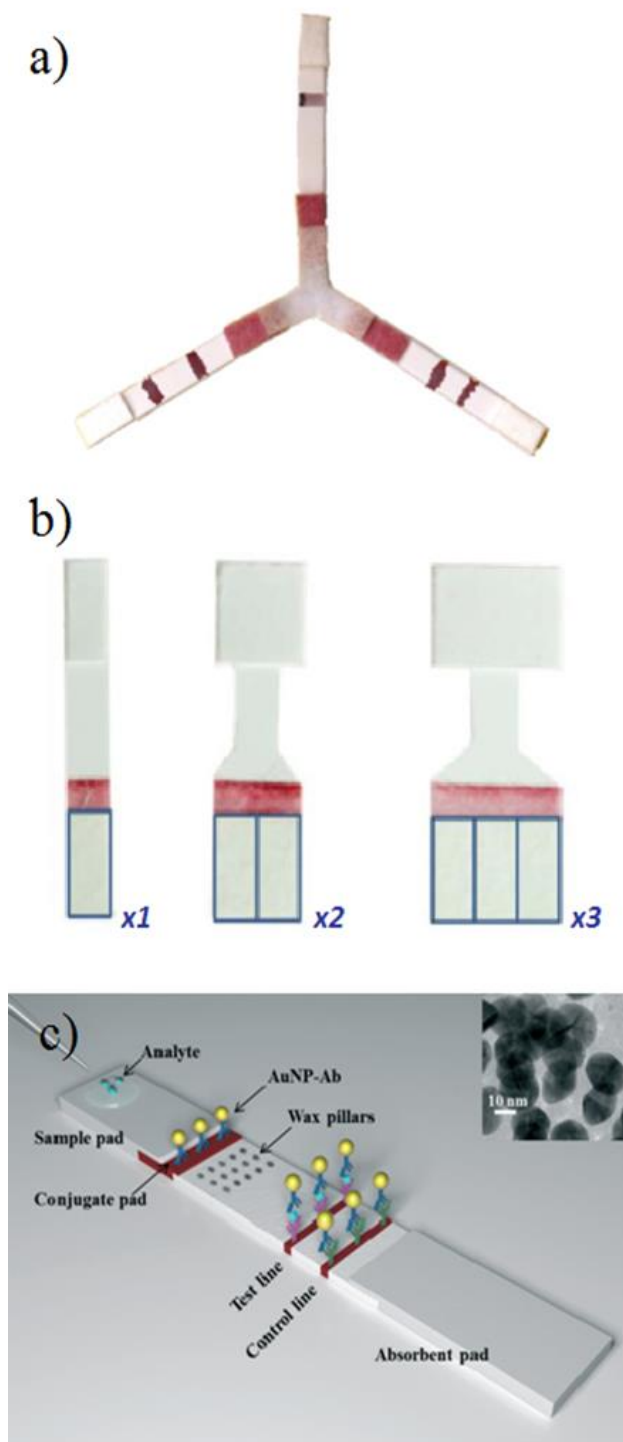 a)
b)
x1
x2
x3
c)
Analyte
AuNP-Ab
Wax pillars
10 nm
Sample pad
Conjugate pad
Test line
Control line
Absorbent pad